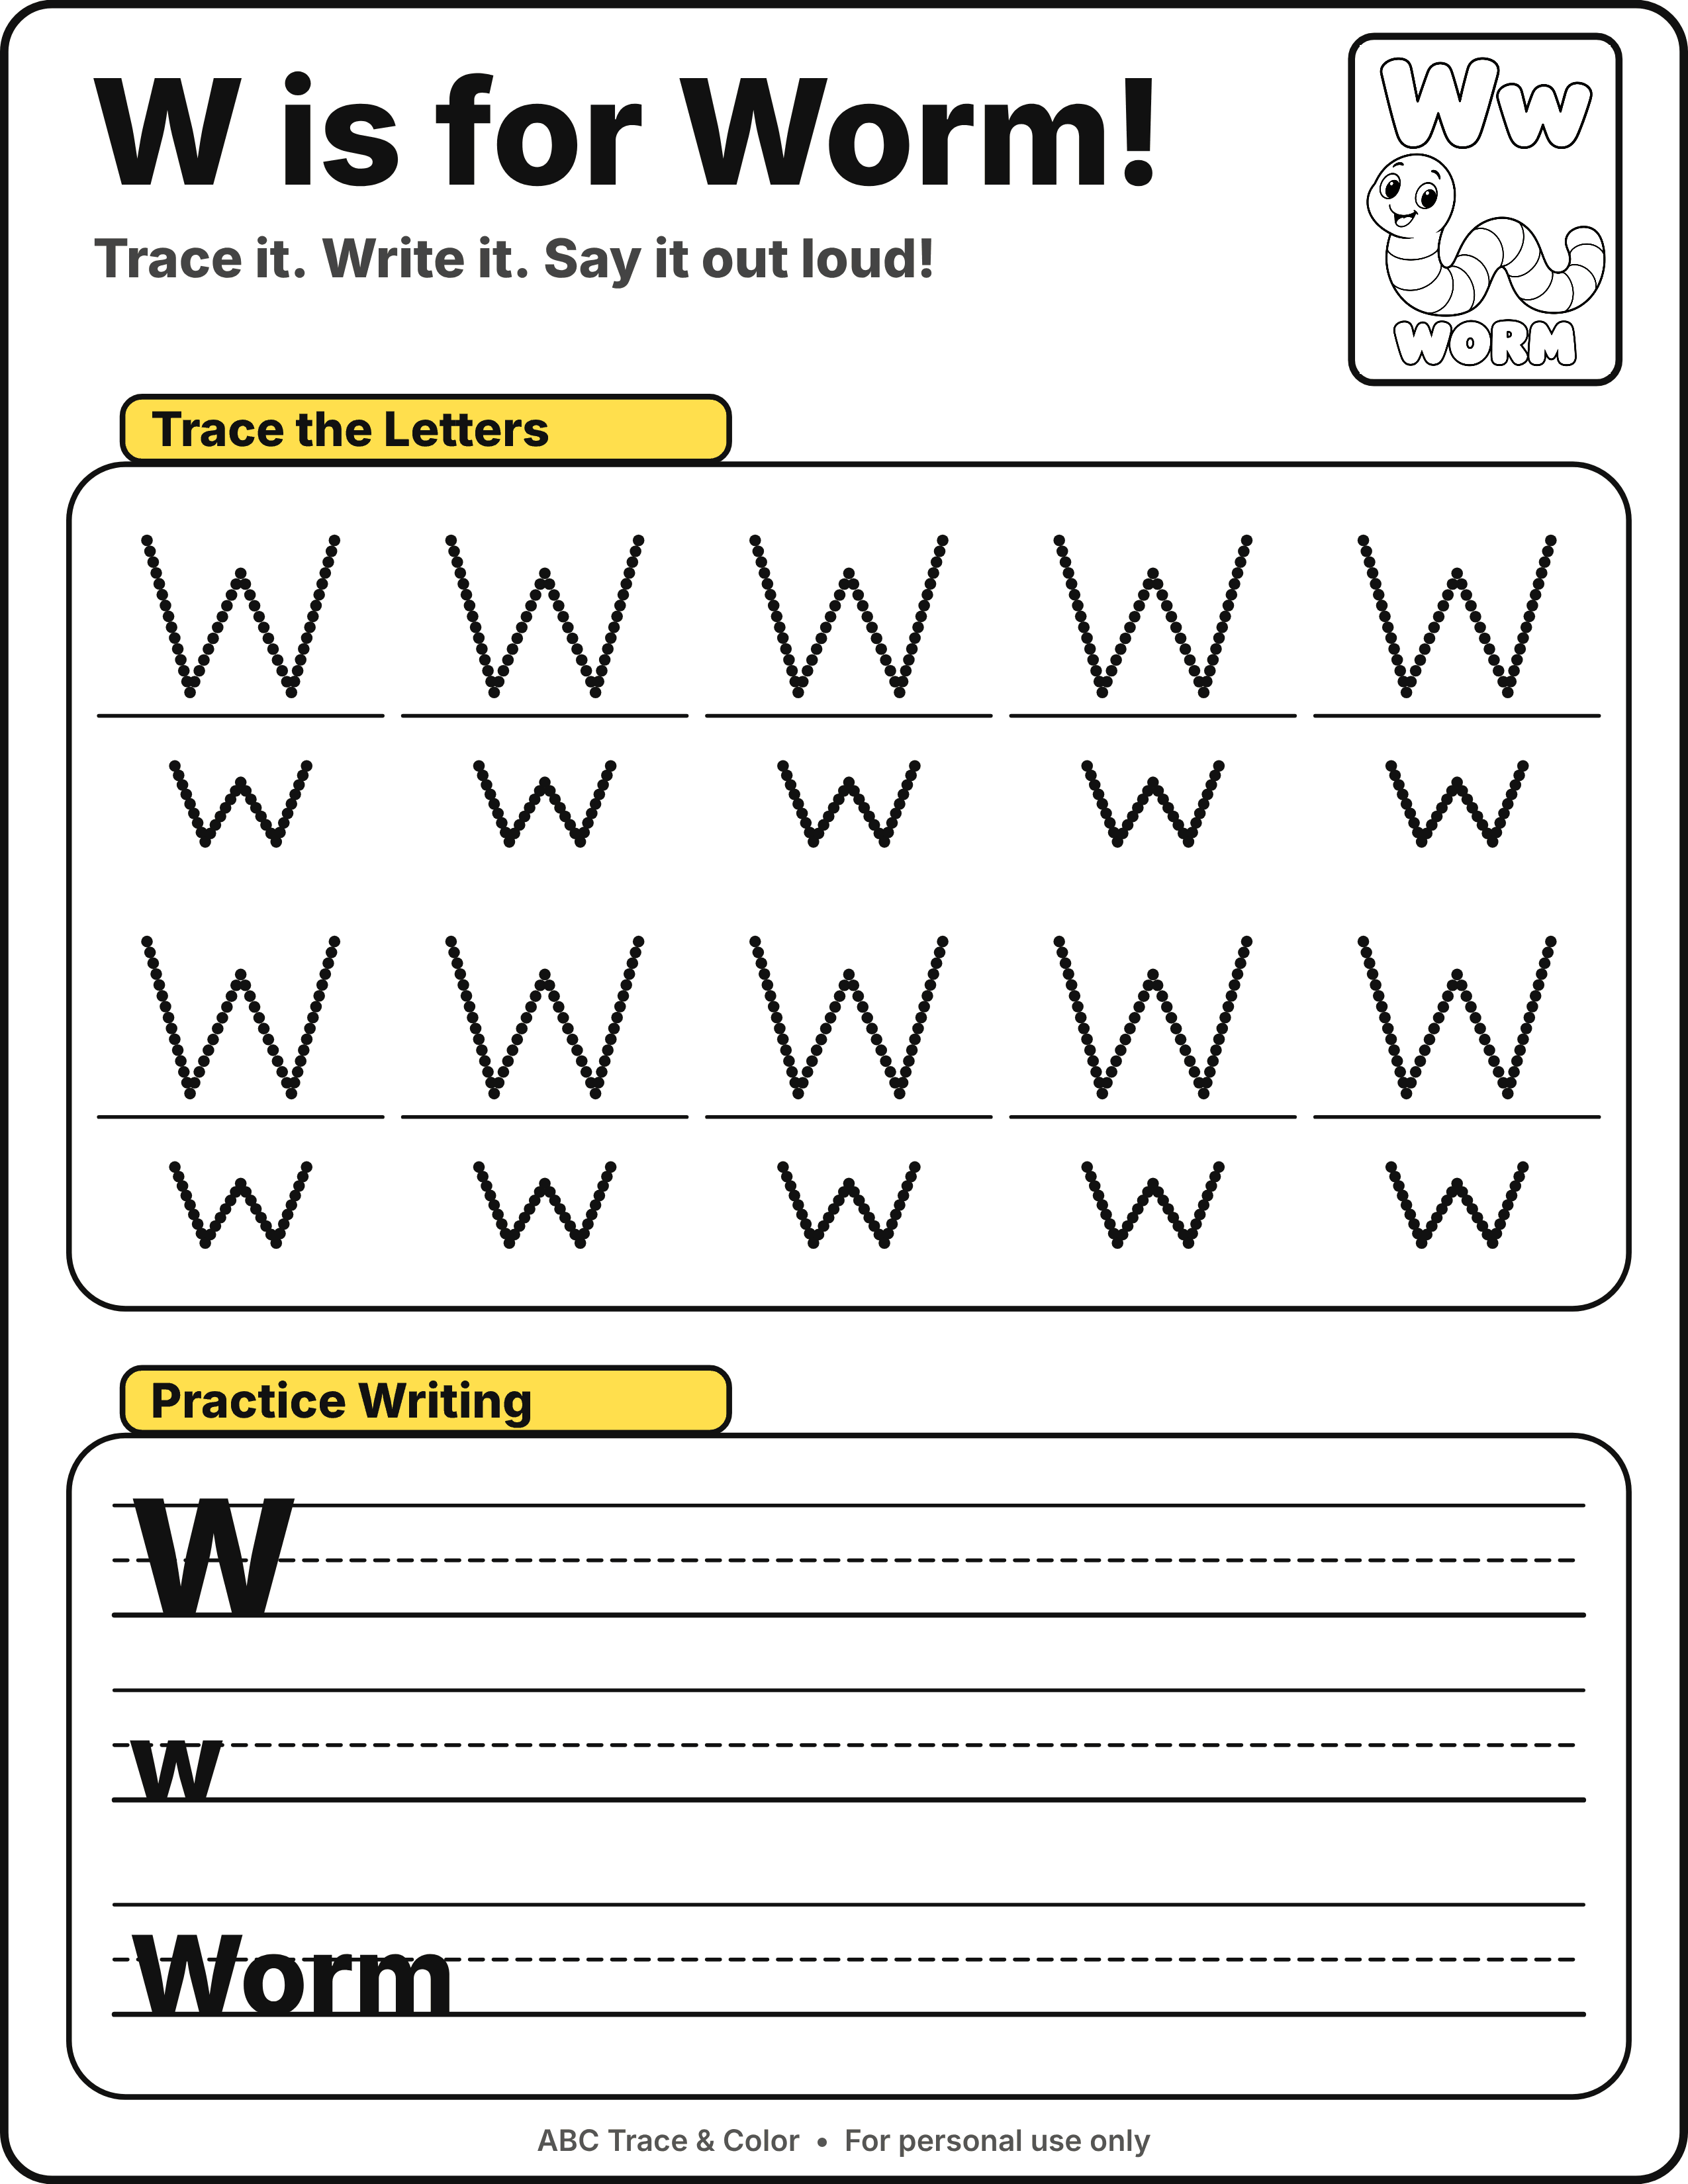 W is for Worm!
Trace it. Write it. Say it out loud!
Ww
WORM
Trace the Letters
W W W W W
w w w w w
W W W W W
w w w w w
Practice Writing
W
w
Worm
ABC Trace & Color • For personal use only